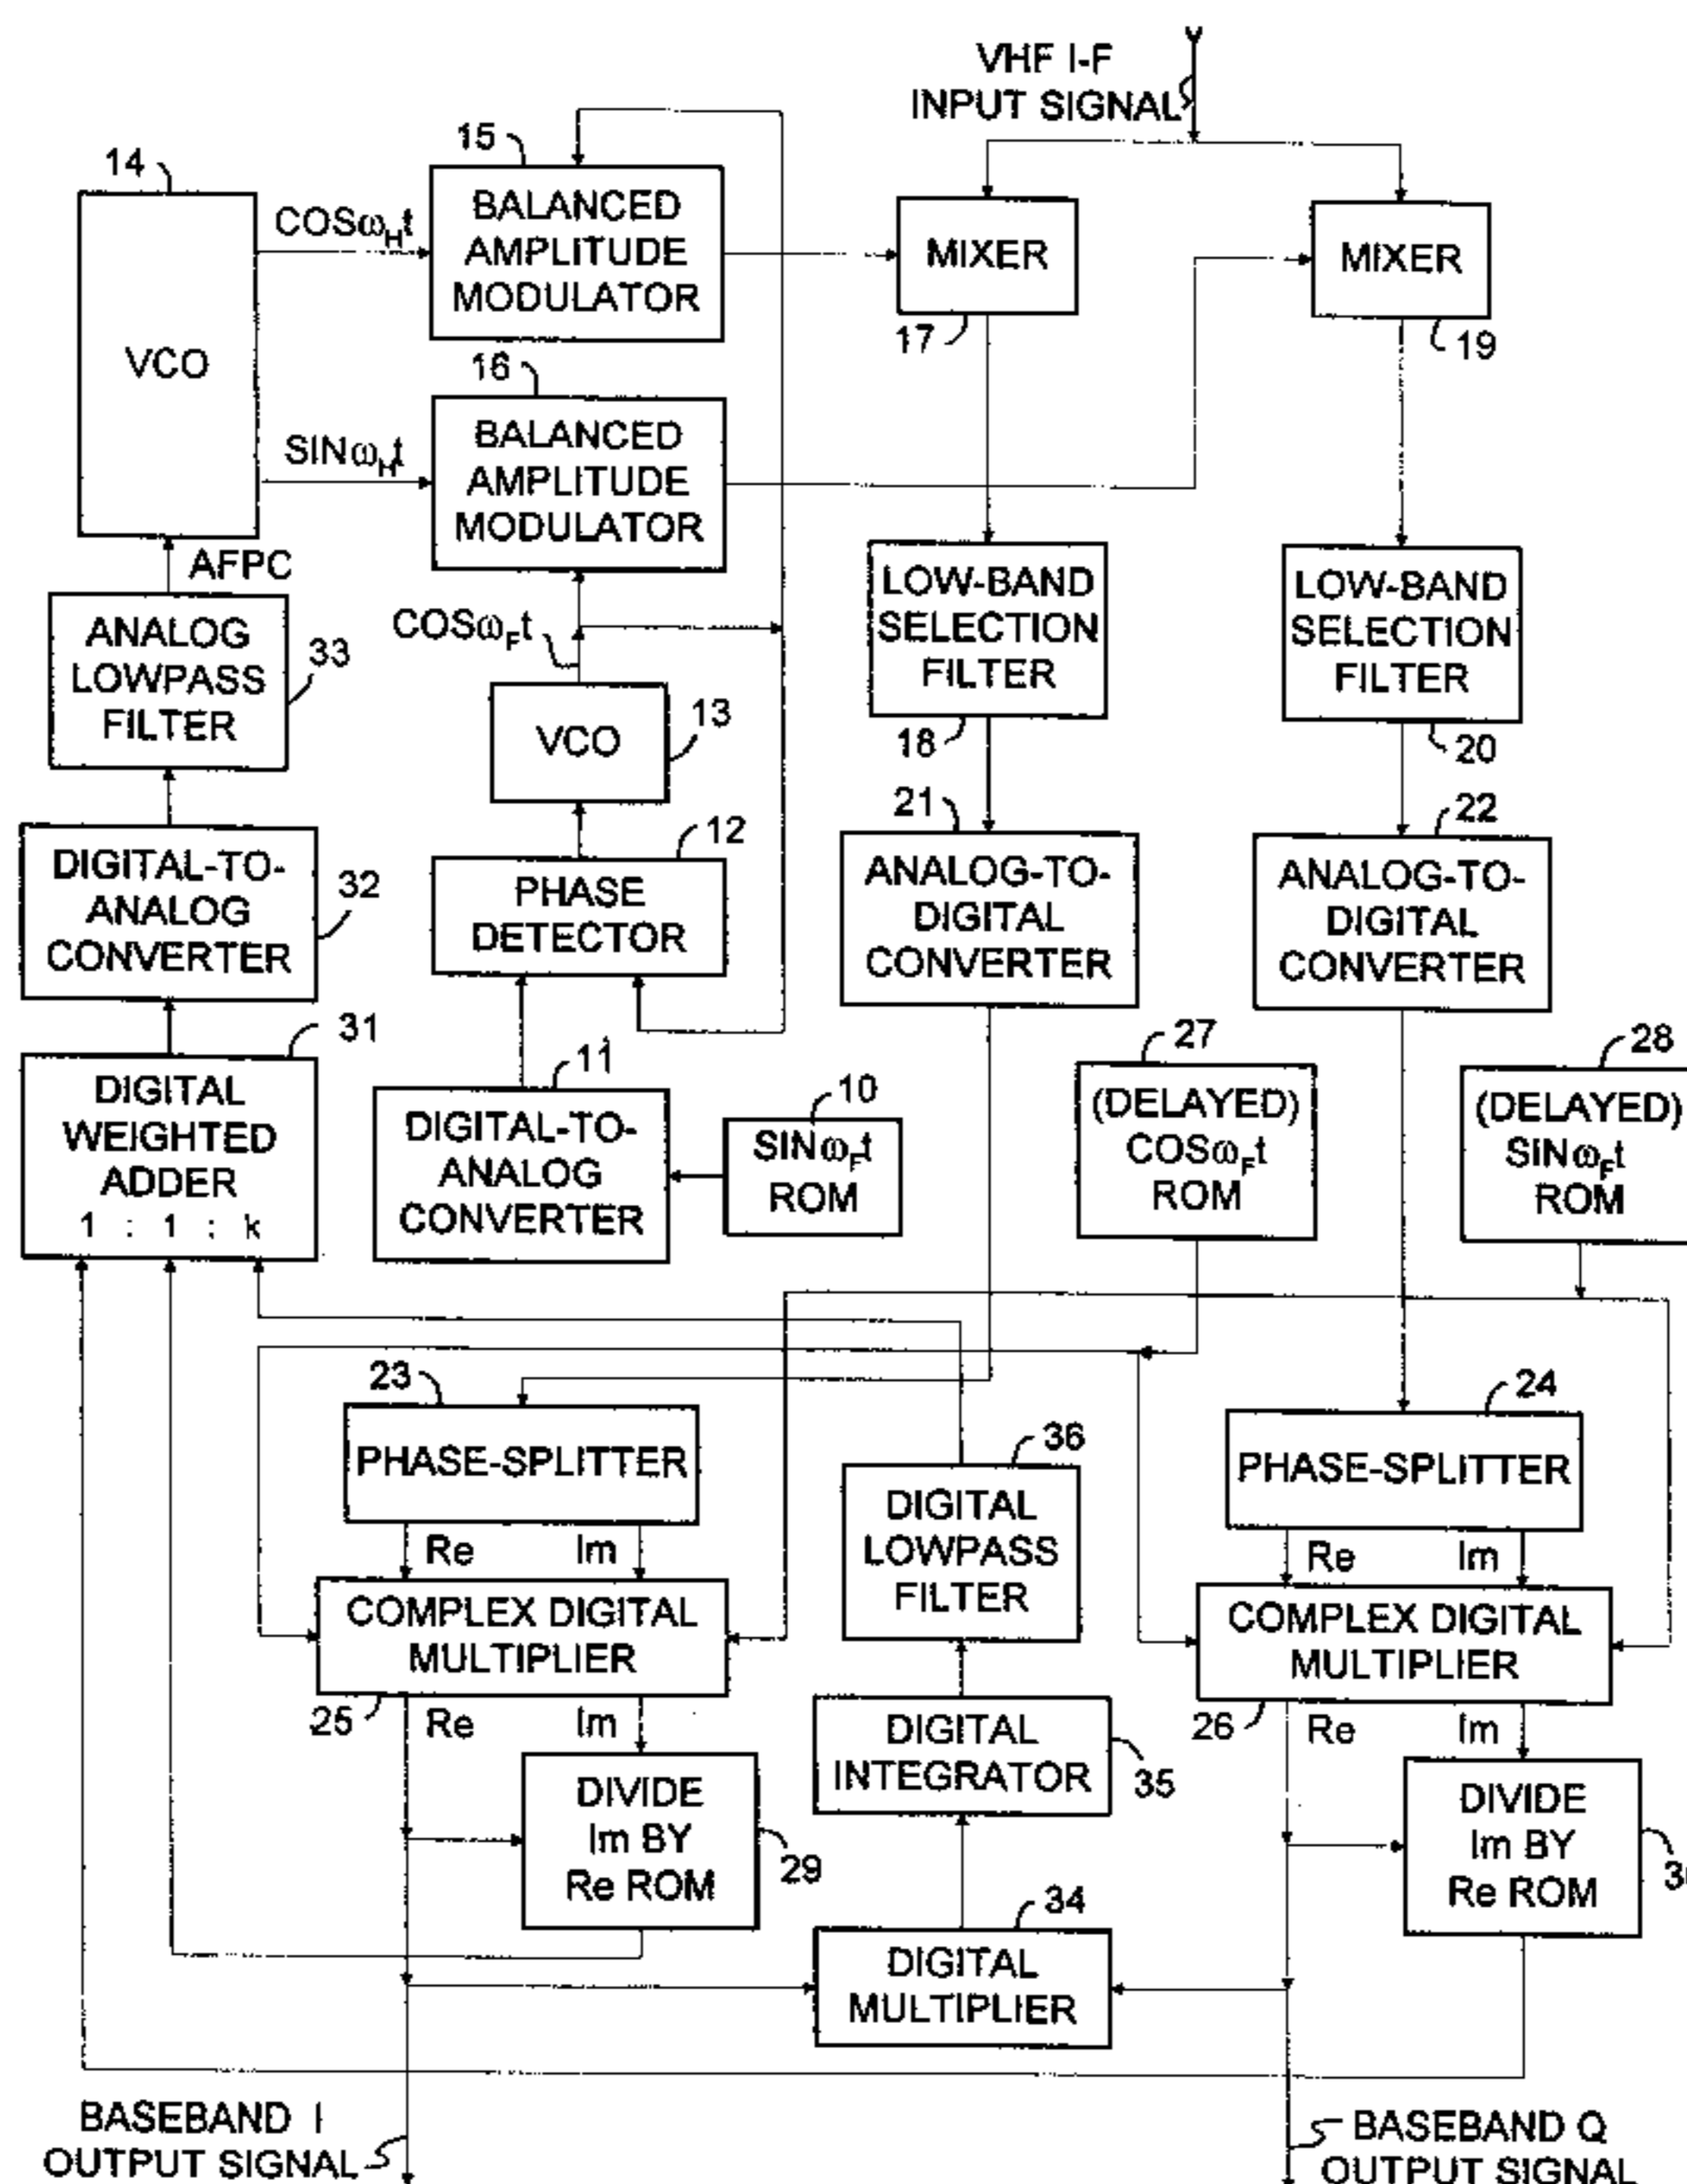 VHF I-F
INPUT SIGNAL
14
VCO
COSωHt
SINωHt
15
BALANCED
AMPLITUDE
MODULATOR
16
BALANCED
AMPLITUDE
MODULATOR
MIXER
17
MIXER
19
AFPC
ANALOG
LOWPASS
FILTER
33
COSωFt
VCO
13
LOW-BAND
SELECTION
FILTER
18
LOW-BAND
SELECTION
FILTER
20
DIGITAL-TO-
ANALOG
CONVERTER
32
12
PHASE
DETECTOR
21
ANALOG-TO-
DIGITAL
CONVERTER
22
ANALOG-TO-
DIGITAL
CONVERTER
31
DIGITAL
WEIGHTED
ADDER
1 : 1 : k
11
DIGITAL-TO-
ANALOG
CONVERTER
10
SINωFt
ROM
27
(DELAYED)
COSωFt
ROM
28
(DELAYED)
SINωFt
ROM
23
PHASE-SPLITTER
Re Im
COMPLEX DIGITAL
MULTIPLIER
25
Re Im
DIVIDE
Im BY
Re ROM
29
36
DIGITAL
LOWPASS
FILTER
DIGITAL
INTEGRATOR
35
34
DIGITAL
MULTIPLIER
24
PHASE-SPLITTER
Re Im
COMPLEX DIGITAL
MULTIPLIER
26
Re Im
DIVIDE
Im BY
Re ROM
BASEBAND I
OUTPUT SIGNAL
BASEBAND Q
OUTPUT SIGNAL